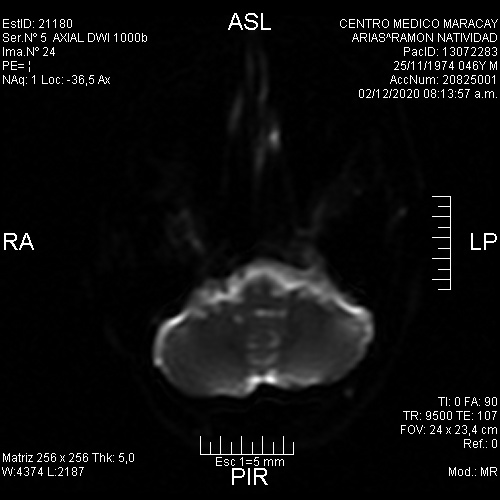 EstID: 21180
Ser.Nº 5 AXIAL DWI 1000b
Ima.Nº 24
PE= ¦
NAq: 1 Loc: -36,5 Ax
ASL
CENTRO MEDICO MARACAY
ARIAS^RAMON NATIVIDAD
PacID: 13072283
25/11/1974 046Y M
AccNum: 20825001
02/12/2020 08:13:57 a.m.
RA
LP
TI: 0 FA: 90
TR: 9500 TE: 107
FOV: 24 x 23,4 cm
Ref.: 0
Mod.: MR
Matriz 256 x 256 Thk: 5,0
W:4374 L:2187
Esc 1=5 mm
PIR